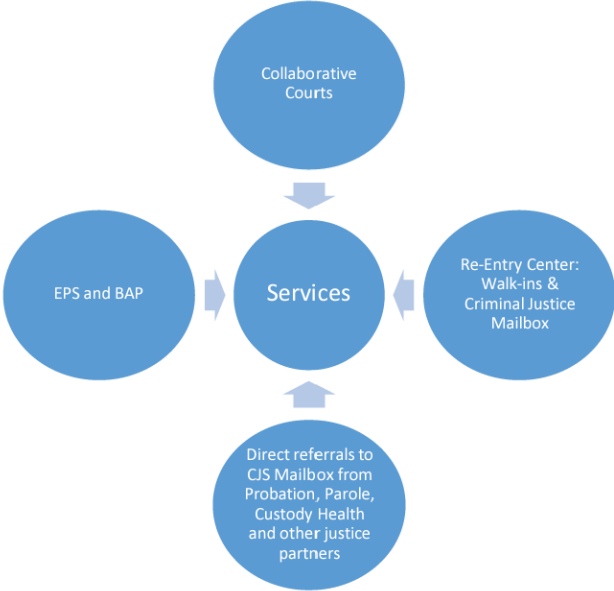 Collaborative
Courts
EPS and BAP
Services
Re-Entry Center:
Walk-ins &
Criminal Justice
Mailbox
Direct referrals to
CJS Mailbox from
Probation, Parole,
Custody Health
and other justice
partners